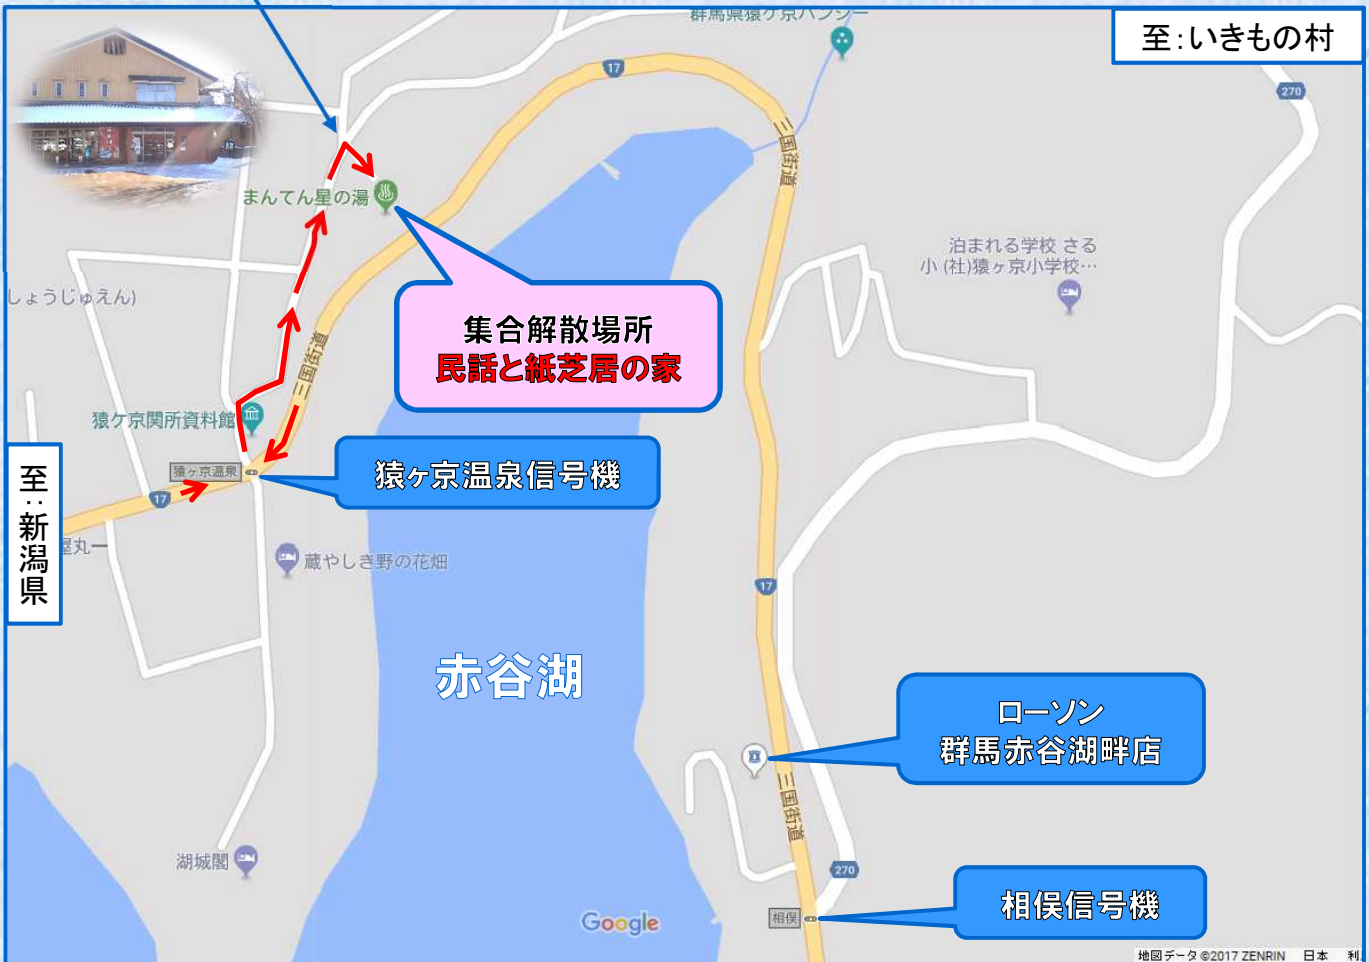 群馬県猿ヶ京ハンジー
至：いきもの村
17
270
三国街道
まんてん星の湯
泊まれる学校 さる
小 (社)猿ヶ京小学校…
しょうじゅえん)
集合解散場所
民話と紙芝居の家
三国街道
猿ケ京関所資料館
猿ヶ京温泉
猿ヶ京温泉信号機
17
至：新潟県
屋丸一
蔵やしき野の花畑
17
赤谷湖
ローソン
群馬赤谷湖畔店
三国街道
湖城閣
270
相俣
相俣信号機
Google
地図データ ©2017 ZENRIN 日本 利